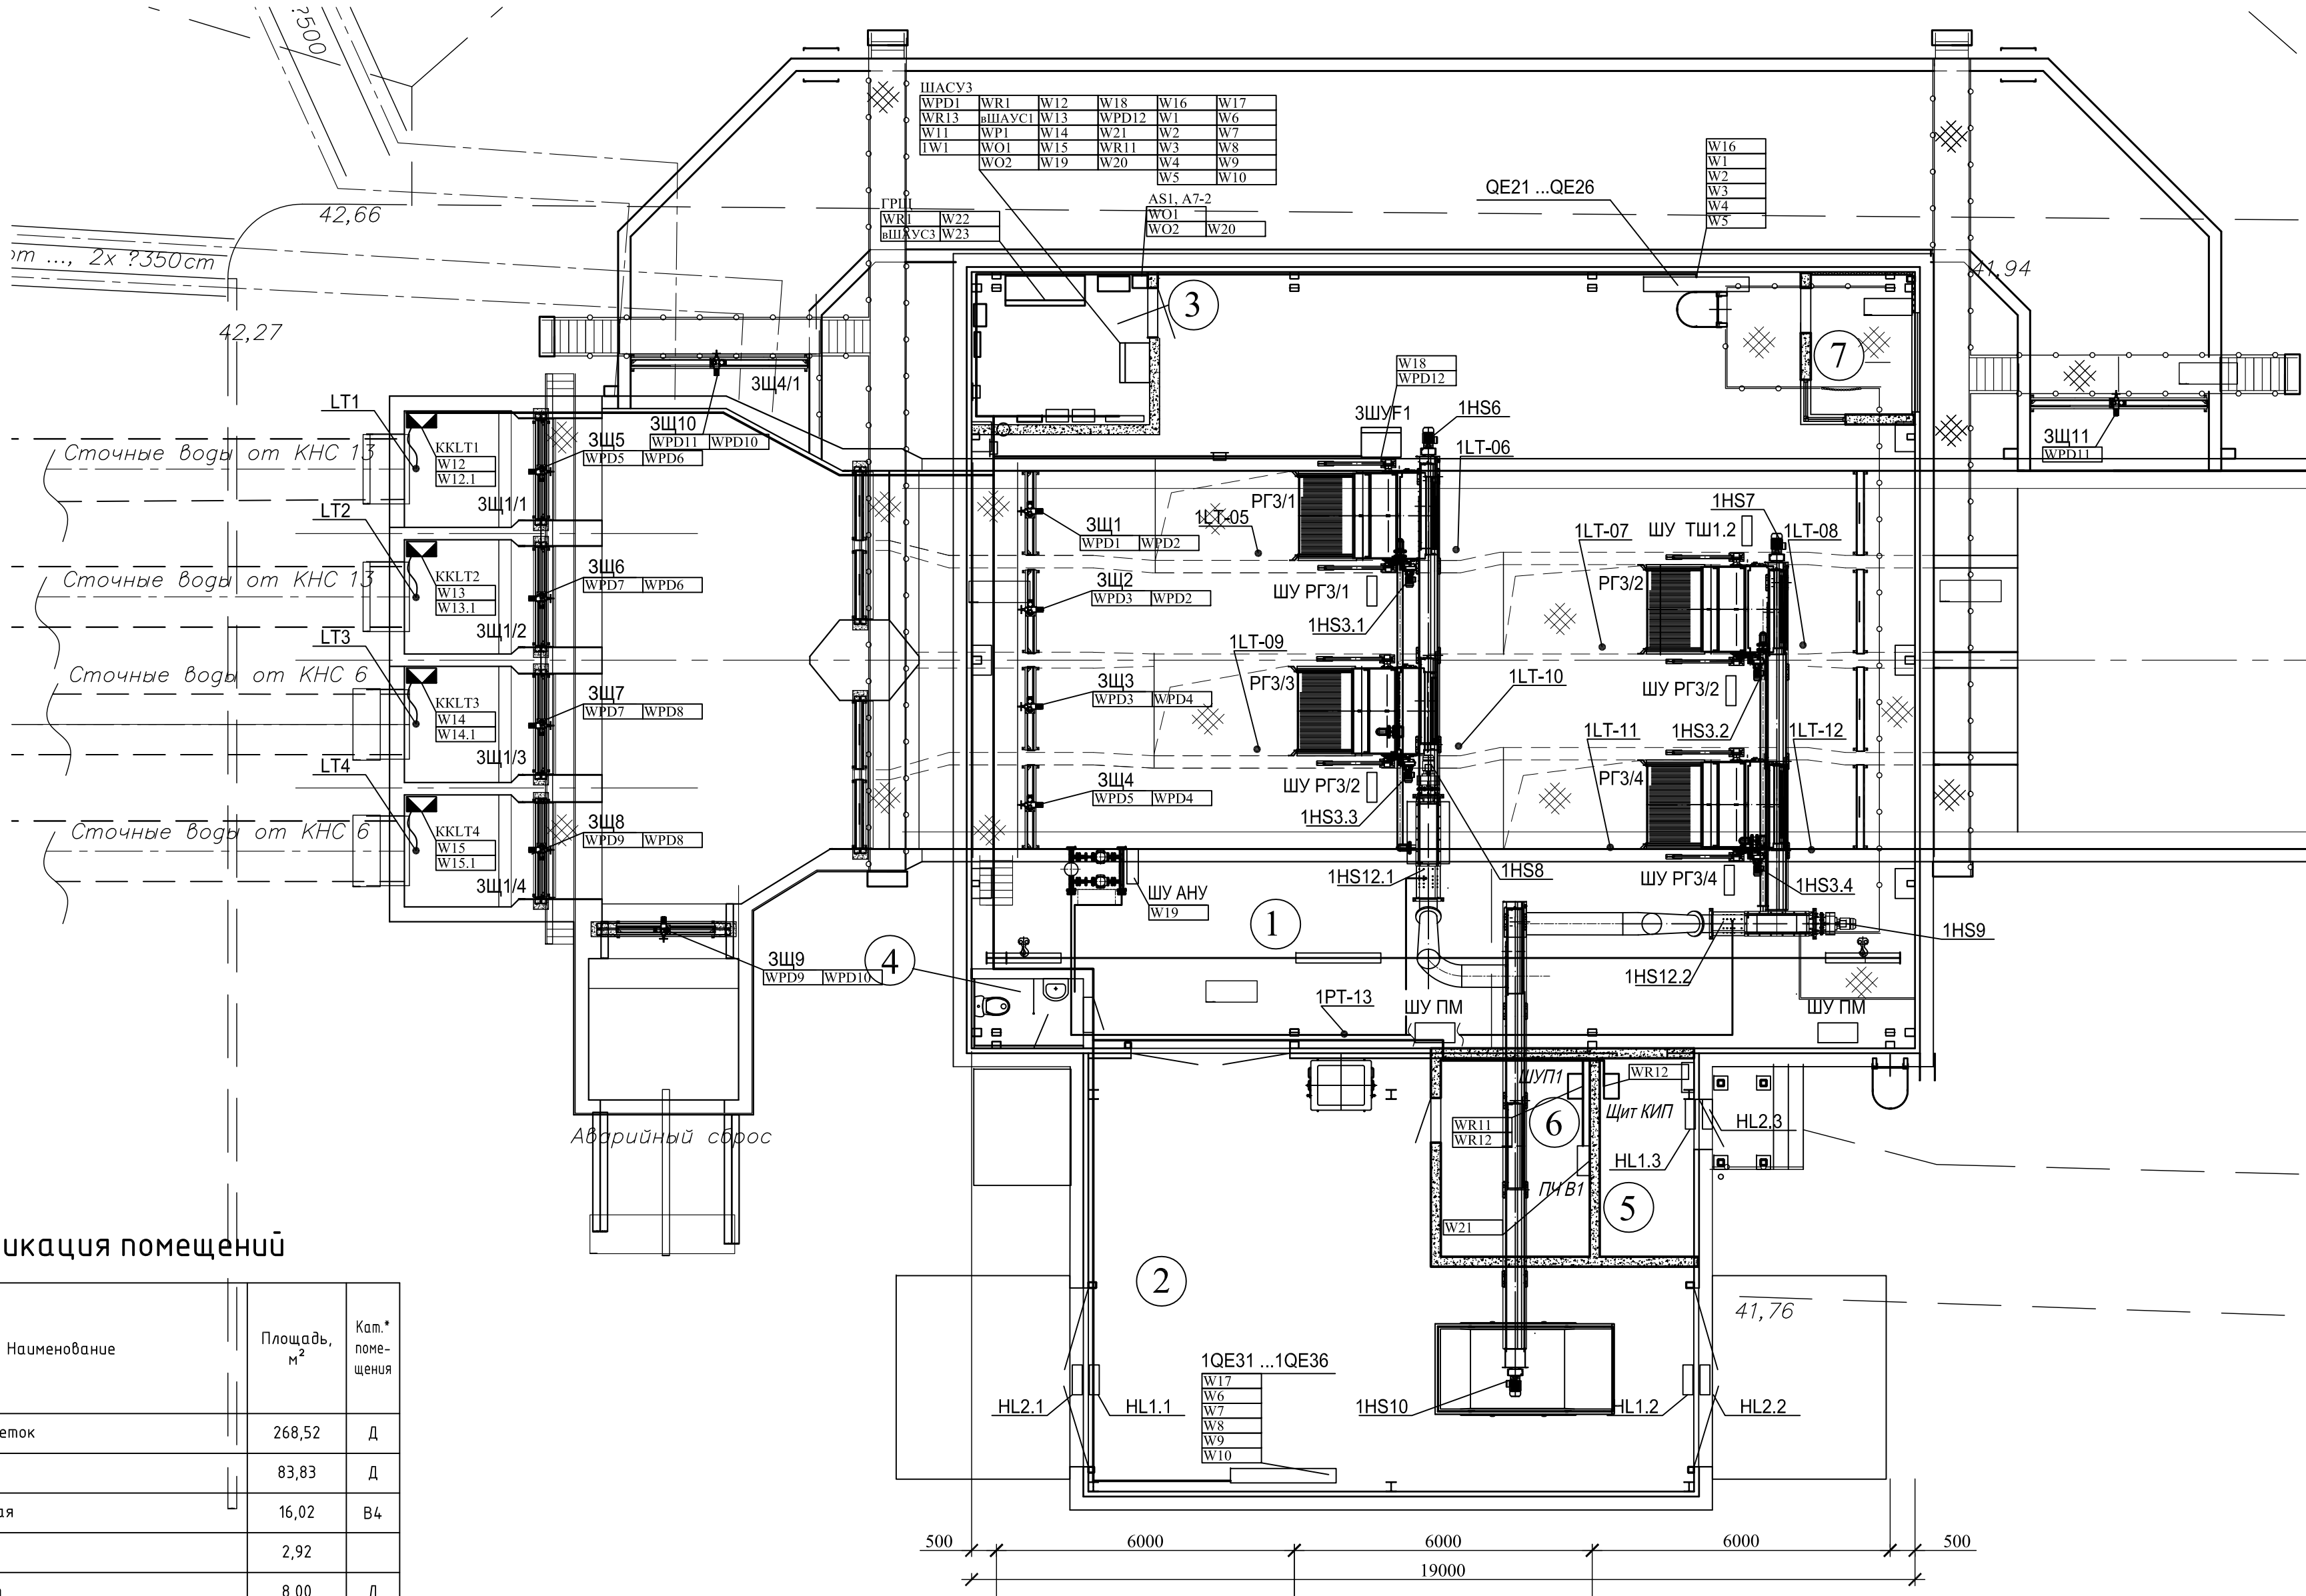 ?500
42,66
от ..., 2х ?350ст
42,27
ШАСУ3
WPD1 WR1 W12 W18 W16 W17
WR13 вШАУС1 W13 WPD12 W1 W6
W11 WP1 W14 W21 W2 W7
1W1 WO1 W15 WR11 W3 W8
WO2 W19 W20 W4 W9
W5 W10
ГРЩ
WR1 W22
вШАУС3 W23
AS1, A7-2
WO1
WO2 W20
QE21 ...QE26
W16
W1
W2
W3
W4
W5
41,94
3
7
3Щ4/1
3Щ10
WPD11 WPD10
W18
WPD12
3ШУF1
1HS6
1LT-06
3Щ11
WPD11
LT1
Сточные воды от КНС 13
KKLT1
W12
W12.1
3Щ5
WPD5 WPD6
3Щ1/1
LT2
Сточные воды от КНС 13
KKLT2
W13
W13.1
3Щ6
WPD7 WPD6
3Щ1/2
LT3
Сточные воды от КНС 6
KKLT3
W14
W14.1
3Щ7
WPD7 WPD8
3Щ1/3
LT4
Сточные воды от КНС 6
KKLT4
W15
W15.1
3Щ8
WPD9 WPD8
3Щ1/4
3Щ1
WPD1 WPD2
3Щ2
WPD3 WPD2
3Щ3
WPD3 WPD4
3Щ4
WPD5 WPD4
1LT-05
РГ3/1
ШУ РГ3/1
1HS3.1
1LT-09
РГ3/3
1LT-10
ШУ РГ3/2
1HS3.3
1LT-07
ШУ ТШ1.2
1HS7
1LT-08
РГ3/2
ШУ РГ3/2
1HS3.2
1LT-11
1LT-12
РГ3/4
ШУ РГ3/4
1HS3.4
ШУ АНУ
W19
1HS12.1
1HS8
1
1HS9
1HS12.2
3Щ9
WPD9 WPD10
4
1PT-13
ШУ ПМ
ШУ ПМ
Аварийный сброс
ШУП1
WR12
Щит КИП
WR11
WR12
6
HL2.3
HL1.3
ПЧ В1
5
W21
2
41,76
1QE31 ...1QE36
W17
W6
W7
W8
W9
W10
HL2.1
HL1.1
1HS10
HL1.2
HL2.2
икация помещений
Наименование
Площадь, м²
Кат.* поме- щения
еток 268,52 Д
83,83 Д
ая 16,02 В4
2,92
8,00 Д
500 6000 6000 6000 500
19000